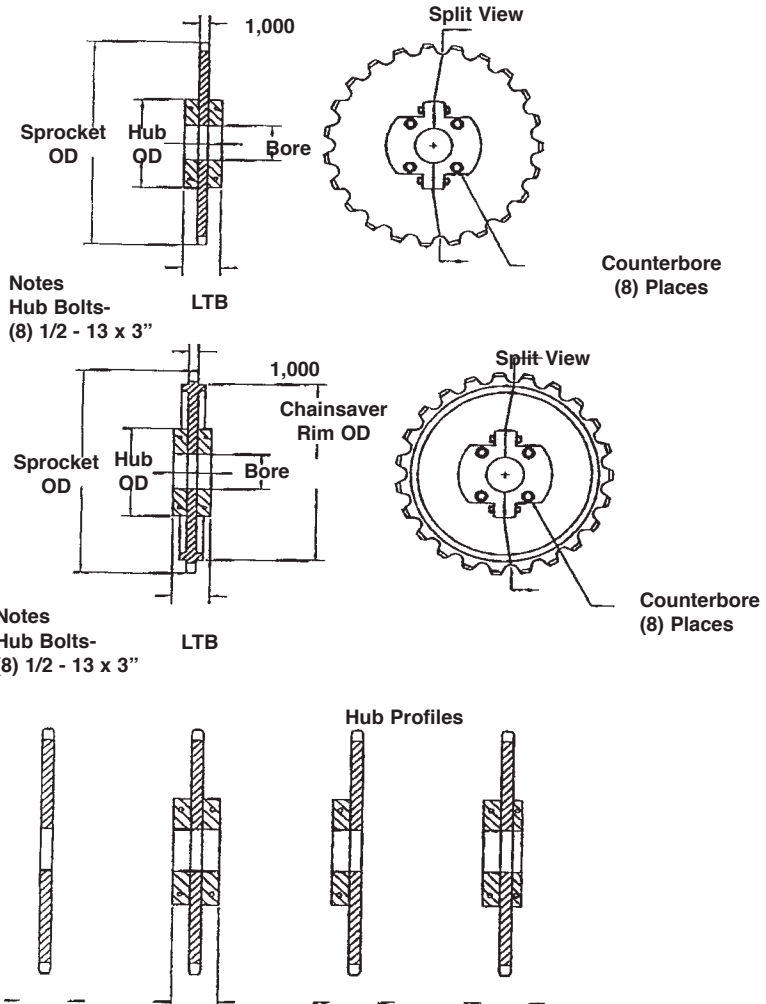 Split View
1,000
Sprocket
OD
Hub
OD
Bore
Counterbore
(8) Places
Notes
Hub Bolts-
(8) 1/2 - 13 x 3”
LTB
Split View
1,000
Chainsaver
Rim OD
Sprocket
OD
Hub
OD
Bore
Counterbore
(8) Places
Notes
Hub Bolts-
8) 1/2 - 13 x 3”
LTB
Hub Profiles